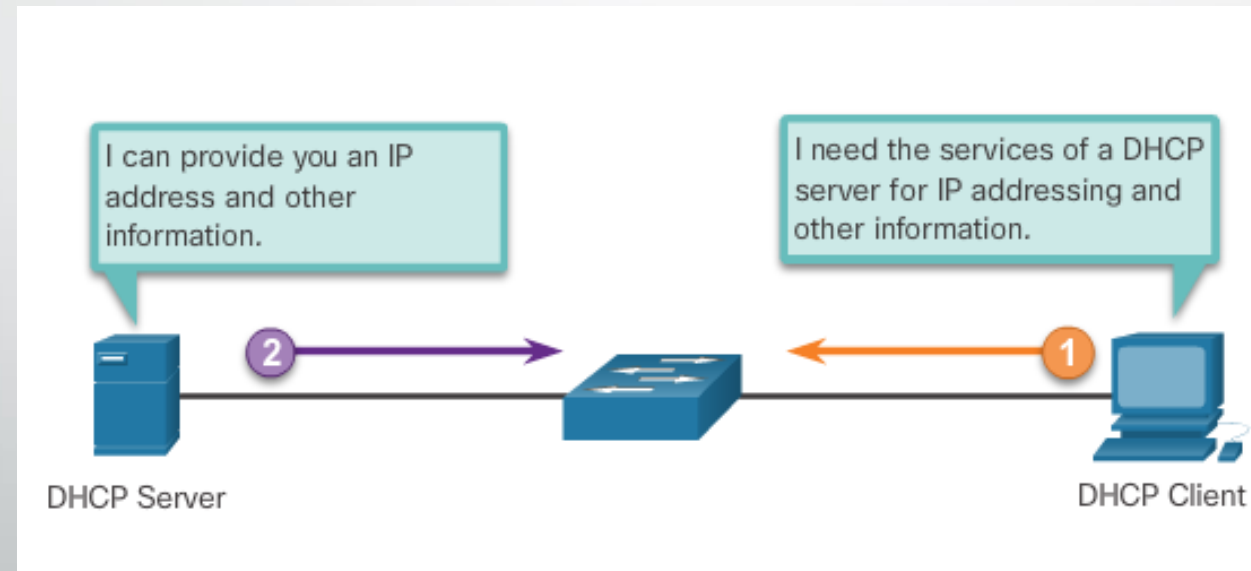 I can provide you an IP
address and other
information.
I need the services of a DHCP
server for IP addressing and
other information.
2
1
DHCP Server
DHCP Client